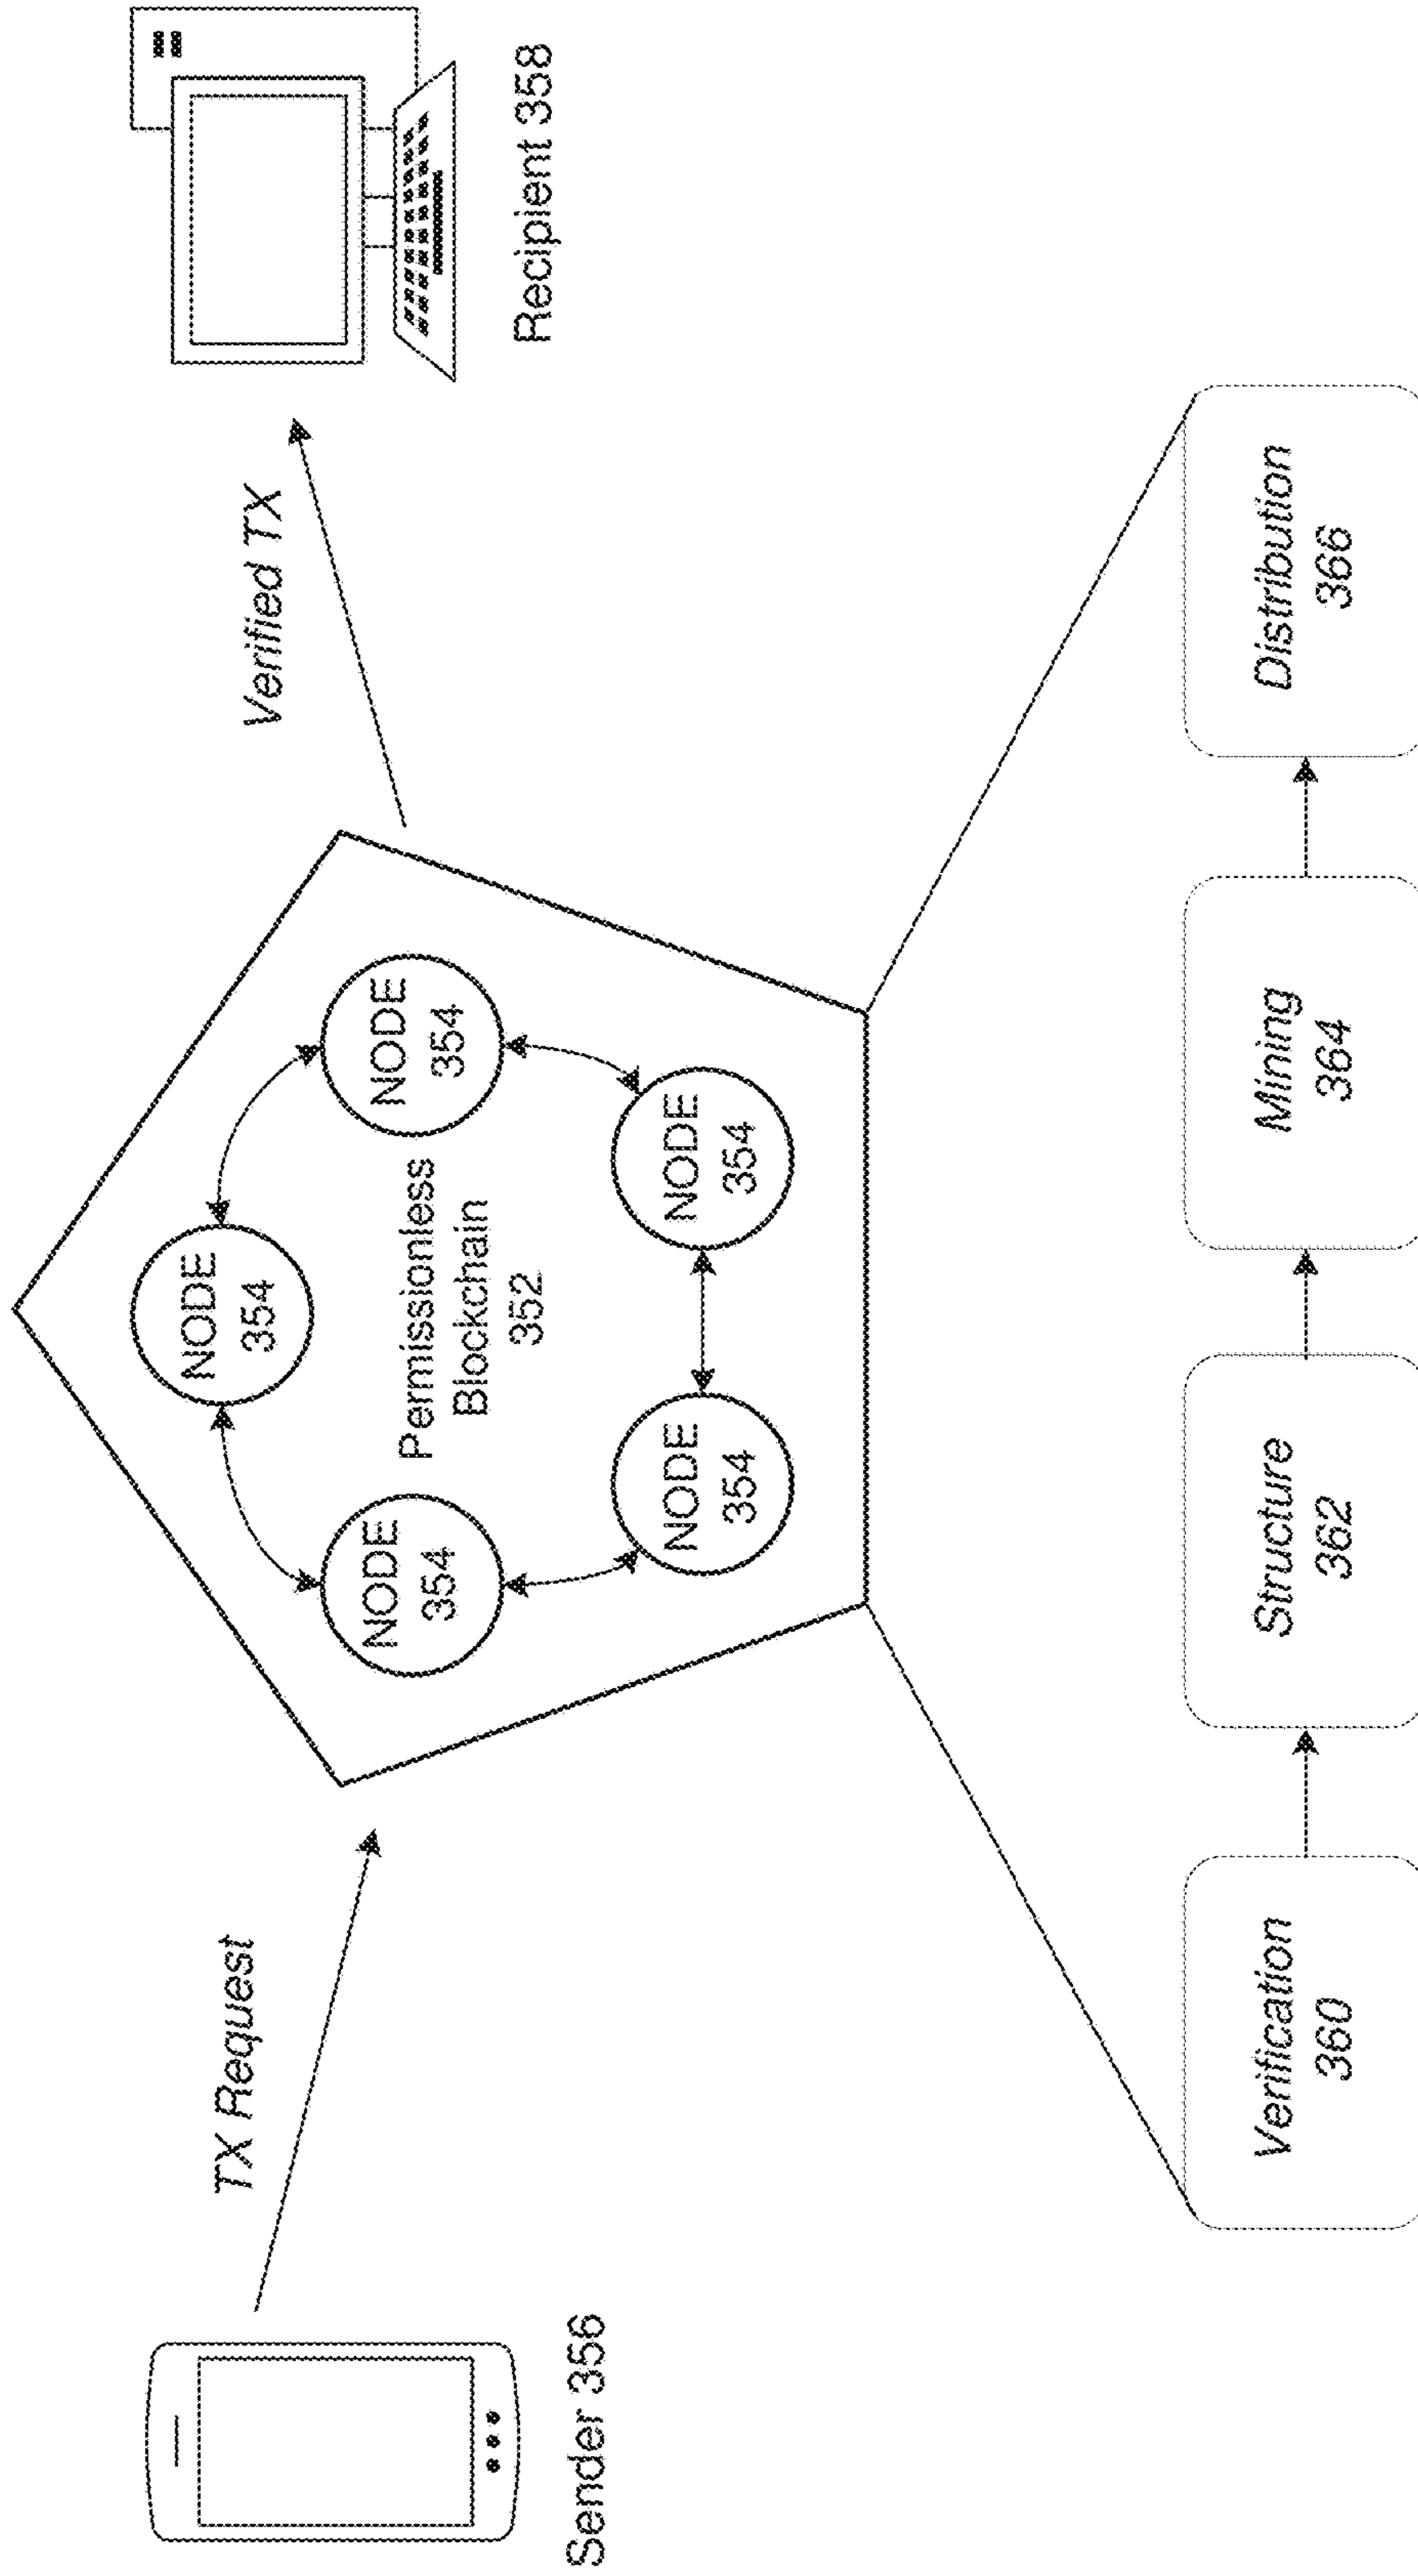 TX Request
Verified TX
Sender 356
Recipient 358
NODE
354
NODE
354
NODE
354
Permissionless
Blockchain
352
NODE
354
NODE
354
Verification
360
Structure
362
Mining
364
Distribution
366